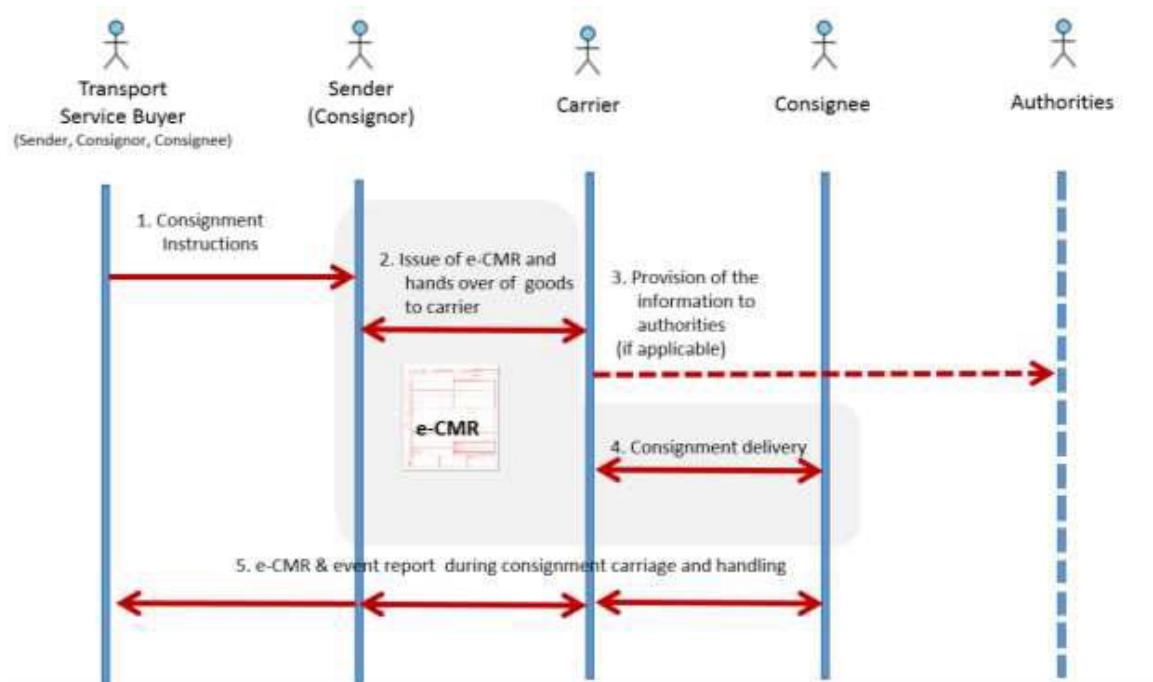 Transport
Service Buyer
(Sender, Consignor, Consignee)
Sender
(Consignor)
Carrier
Consignee
Authorities
1. Consignment
Instructions
2. Issue of e-CMR and
hands over of goods
to carrier
3. Provision of the
information to
authorities
(if applicable)
e-CMR
4. Consignment delivery
5. e-CMR & event report during consignment carriage and handling